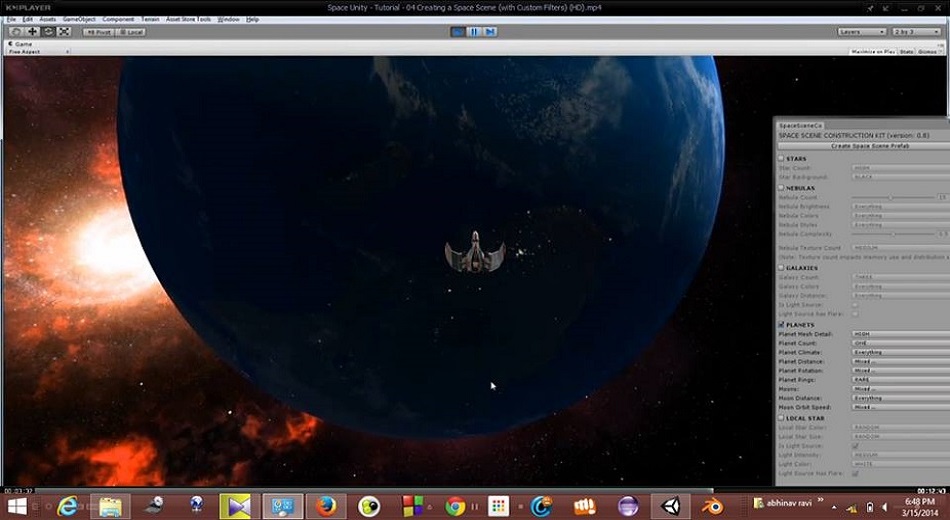 KMPLAYER
Space Unity - Tutorial - 04 Creating a Space Scene (with Custom Filters) (HD).mp4
File Edit Assets GameObject Component Terrain Asset Store Tools Window Help
Pivot Local Layers 2 by 3
Game
Free Aspect Maximize on Play Stats Gizmos
SpaceSceneCo
SPACE SCENE CONSTRUCTION KIT (version: 0.8)
Create Space Scene Prefab
STARS
Star Count: HIGH
Star Background: BLACK
NEBULAS
Nebula Count 15
Nebula Brightness Everything
Nebula Colors Everything
Nebula Styles Everything
Nebula Complexity
Nebula Texture Count MEDIUM
(Note: Texture count impacts memory use and distribution s
GALAXIES
Galaxy Count: THREE
Galaxy Colors Everything
Galaxy Distance: Everything
Is Light Source:
Light Source has Flare:
PLANETS
Planet Mesh Detail: HIGH
Planet Count: ONE
Planet Climate: Everything
Planet Distance: Mixed ...
Planet Rotation: Mixed ...
Planet Rings: RARE
Moons: Mixed ...
Moon Distance: Everything
Moon Orbit Speed: Mixed ...
LOCAL STAR
Local Star Color: RANDOM
Local Star Size: RANDOM
Is Light Source:
Light Intensity: MEDIUM
Light Color: WHITE
Light Source has Flare:
00:03:37 00:12:43
abhinav ravi
6:48 PM
3/15/2014